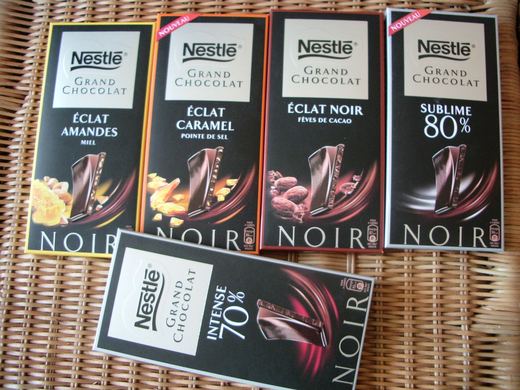 Nestlé
GRAND
CHOCOLAT
ÉCLAT
AMANDES
MIEL
NOIR
NOUVEAU
Nestlé
GRAND
CHOCOLAT
ÉCLAT
CARAMEL
POINTE DE SEL
NOIR
Nestlé
GRAND
CHOCOLAT
ÉCLAT NOIR
FÈVES DE CACAO
NOIR
NOUVEAU
Nestlé
GRAND
CHOCOLAT
SUBLIME
80%
NOIR
Nestlé
GRAND
CHOCOLAT
INTENSE
70%
NOIR